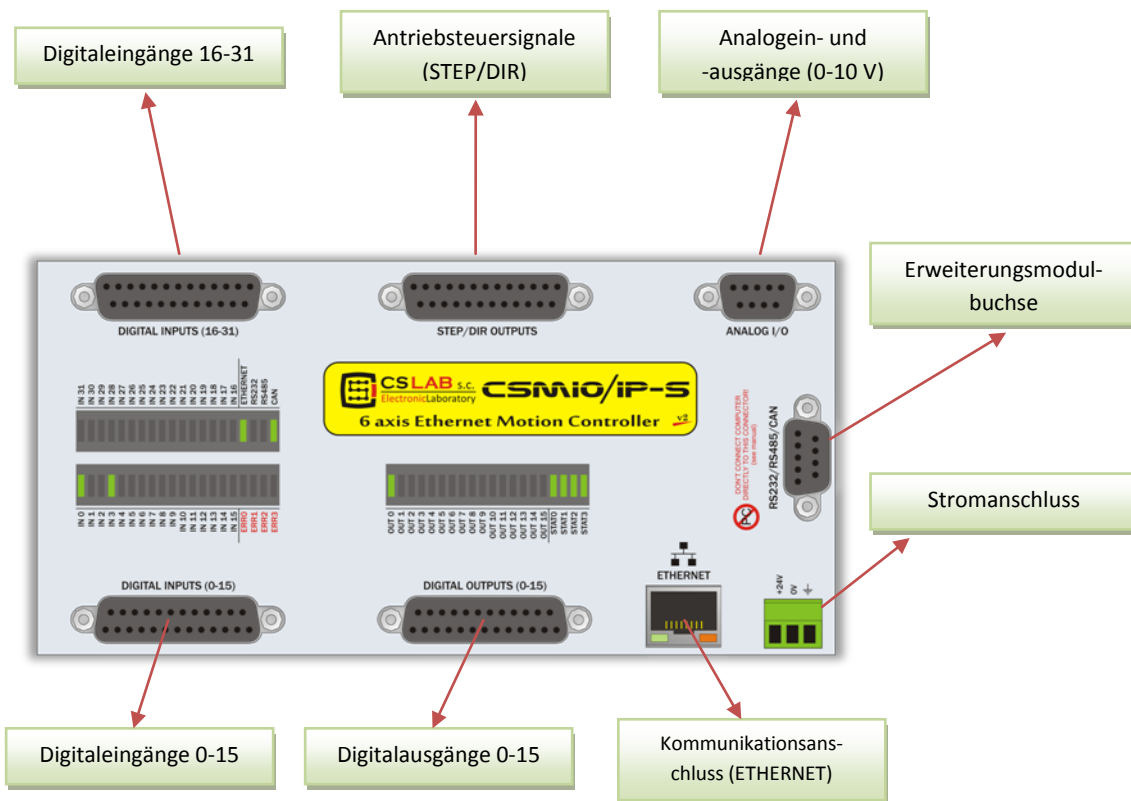 Digitaleingänge 16-31
Antriebsteuersignale
(STEP/DIR)
Analogein- und
-ausgänge (0-10 V)
Erweiterungsmodul-
buchse
Stromanschluss
DIGITAL INPUTS (16-31)
STEP/DIR OUTPUTS
ANALOG I/O
IN 31
IN 30
IN 29
IN 28
IN 27
IN 26
IN 25
IN 24
IN 23
IN 22
IN 21
IN 20
IN 19
IN 18
IN 17
IN 16
ETHERNET
RS232
RS485
CAN
CSLAB s.c.
ElectronicLaboratory
CSMIO/IP-S
6 axis Ethernet Motion Controller v2
DON'T CONNECT COMPUTER
DIRECTLY TO THIS CONNECTOR!
(see manual)
PC
RS232/RS485/CAN
IN 0
IN 1
IN 2
IN 3
IN 4
IN 5
IN 6
IN 7
IN 8
IN 9
IN 10
IN 11
IN 12
IN 13
IN 14
IN 15
ERR0
ERR1
ERR2
ERR3
OUT 0
OUT 1
OUT 2
OUT 3
OUT 4
OUT 5
OUT 6
OUT 7
OUT 8
OUT 9
OUT 10
OUT 11
OUT 12
OUT 13
OUT 14
OUT 15
STAT0
STAT1
STAT2
STAT3
DIGITAL INPUTS (0-15)
DIGITAL OUTPUTS (0-15)
ETHERNET
+24V
0V
Digitaleingänge 0-15
Digitalausgänge 0-15
Kommunikationsans-
chluss (ETHERNET)